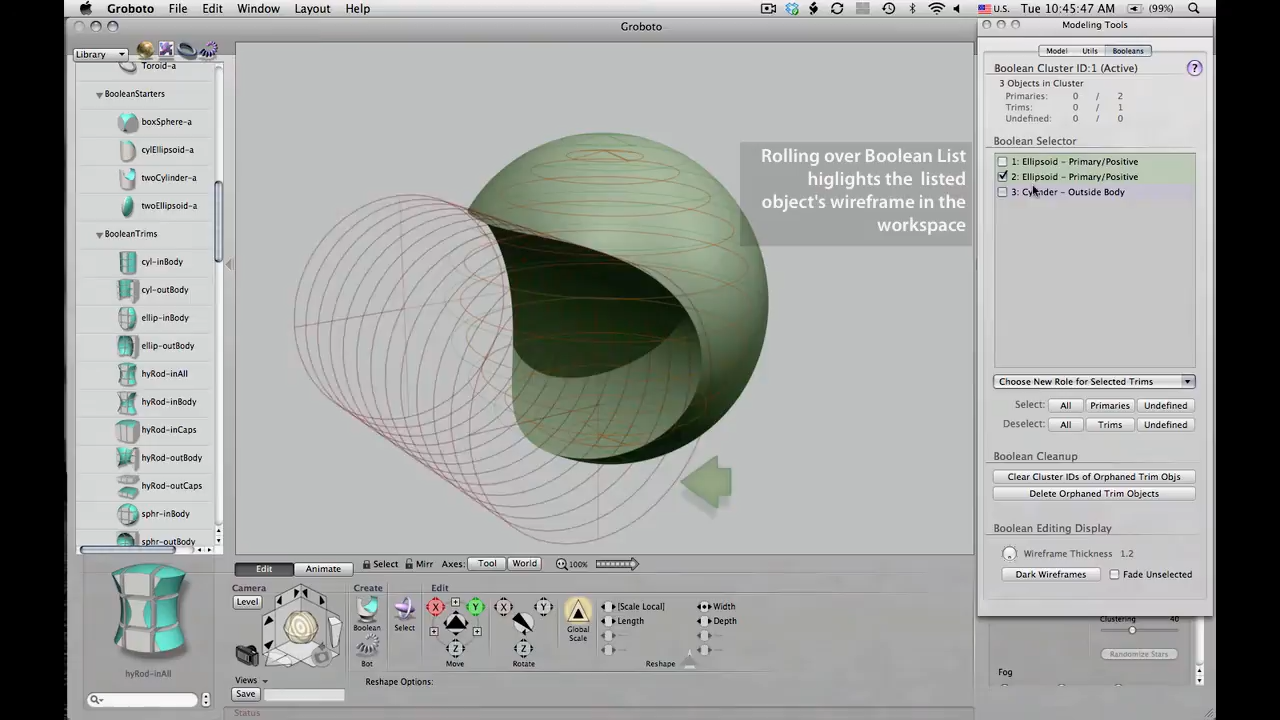 Groboto File Edit Window Layout Help
U.S. Tue 10:45:47 AM (99%)
Groboto
Modeling Tools
Library
Toroid-a
BooleanStarters
boxSphere-a
cylEllipsoid-a
twoCylinder-a
twoEllipsoid-a
BooleanTrims
cyl-inBody
cyl-outBody
ellip-inBody
ellip-outBody
hyRod-inAll
hyRod-inBody
hyRod-inCaps
hyRod-outBody
hyRod-outCaps
sphr-inBody
sphr-outBody
hyRod-inAll
Rolling over Boolean List
higlights the listed
object's wireframe in the
workspace
Model Utils Booleans
Boolean Cluster ID:1 (Active)
?
3 Objects in Cluster
Primaries: 0 / 2
Trims: 0 / 1
Undefined: 0 / 0
Boolean Selector
1: Ellipsoid - Primary/Positive
2: Ellipsoid - Primary/Positive
3: Cylinder - Outside Body
Choose New Role for Selected Trims
Select: All Primaries Undefined
Deselect: All Trims Undefined
Boolean Cleanup
Clear Cluster IDs of Orphaned Trim Objs
Delete Orphaned Trim Objects
Boolean Editing Display
Wireframe Thickness 1.2
Dark Wireframes Fade Unselected
Clustering 40
Randomize Stars
Fog
Edit Animate Select Mirr Axes: Tool World 100%
Camera
Level
Views
Save
Create
Boolean
Bot
Select
Edit
X Y
Z
Move
X Y
Z
Rotate
Global
Scale
[Scale Local] Width
Length Depth
Reshape
Reshape Options:
Status